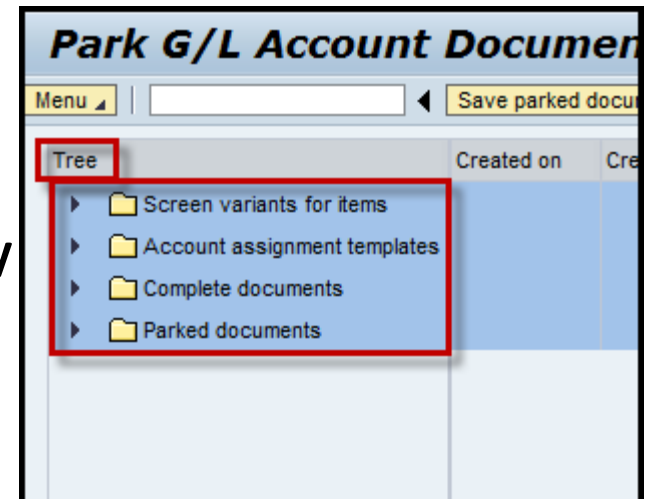 Park G/L Account Documen
Menu Save parked docu
Tree Created on Cre
Screen variants for items
Account assignment templates
Complete documents
Parked documents
y